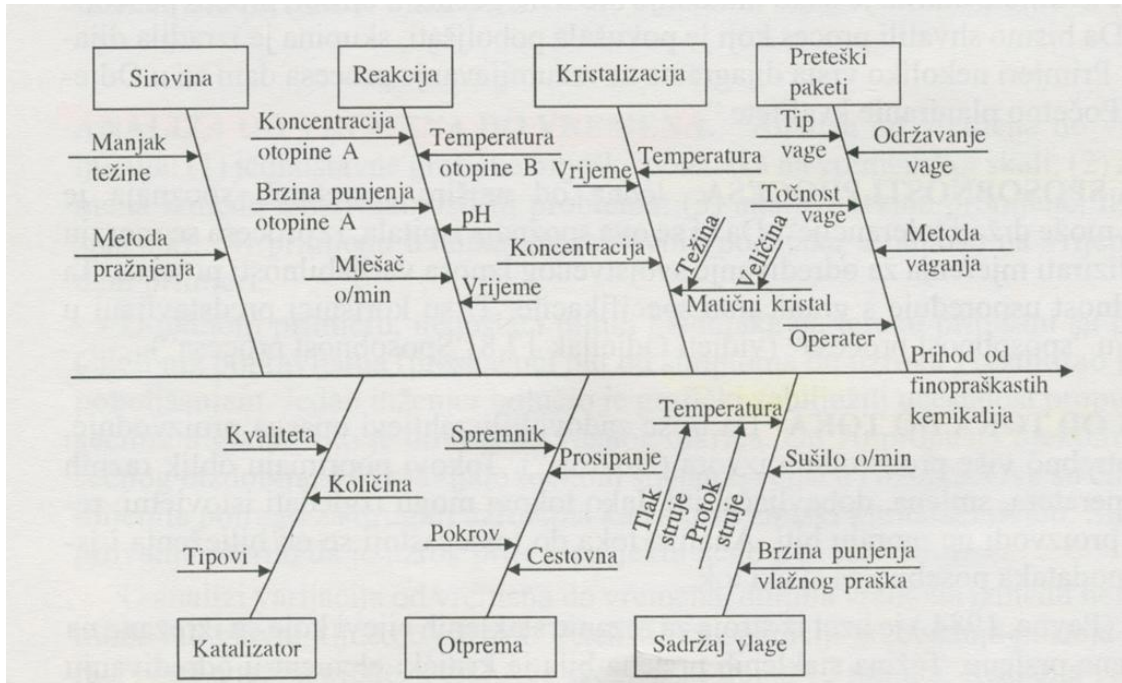 Sirovina
Reakcija
Kristalizacija
Preteški
paketi
Manjak
težine
Metoda
pražnjenja
Koncentracija
otopine A
Temperatura
otopine B
Brzina punjenja
otopine A
pH
Mješač
o/min
Vrijeme
Vrijeme
Temperatura
Koncentracija
Težina
Veličina
Matični kristal
Tip
vage
Održavanje
vage
Točnost
vage
Metoda
vaganja
Operater
Prihod od
finopraškastih
kemikalija
Kvaliteta
Količina
Tipovi
Spremnik
Prosipanje
Pokrov
Cestovna
Temperatura
Tlak
struje
Protok
struje
Sušilo o/min
Brzina punjenja
vlažnog praška
Katalizator
Otprema
Sadržaj vlage